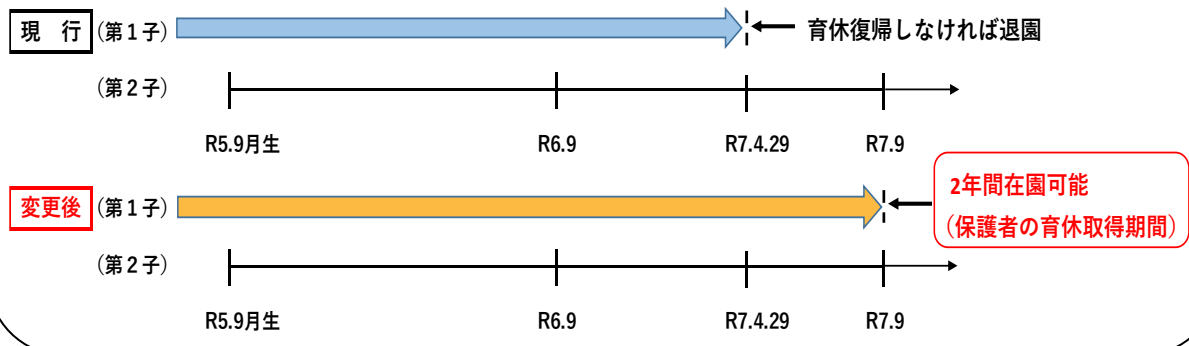 現　行 (第１子) 育休復帰しなければ退園
(第２子)
R5.9月生 R6.9 R7.4.29 R7.9
変更後 (第１子) 2年間在園可能
(保護者の育休取得期間)
(第２子)
R5.9月生 R6.9 R7.4.29 R7.9